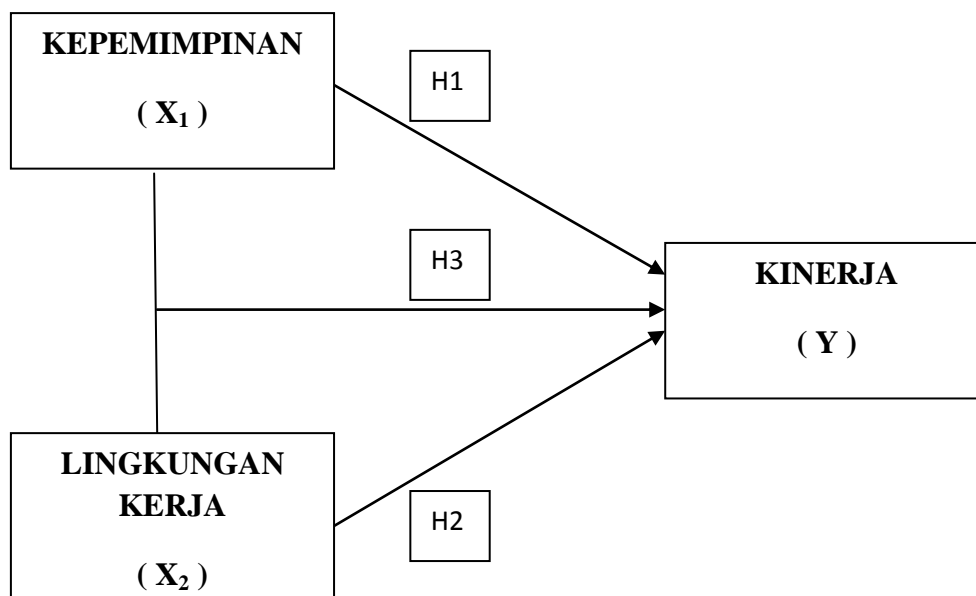 KEPEMIMPINAN
( X₁ )
H1
H3
KINERJA
( Y )
LINGKUNGAN
KERJA
( X₂ )
H2